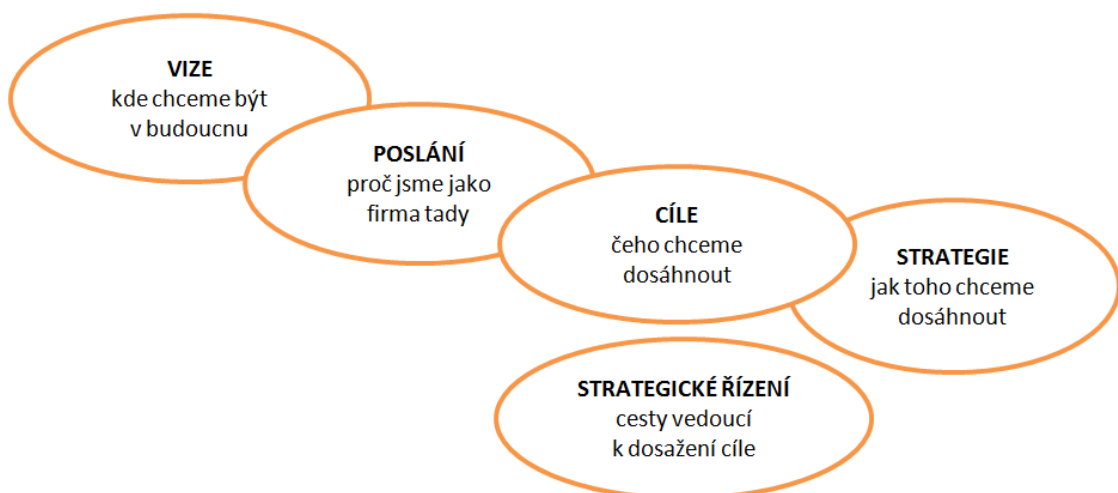 VIZE
kde chceme být
v budoucnu
POSLÁNÍ
proč jsme jako
firma tady
CÍLE
čeho chceme
dosáhnout
STRATEGIE
jak toho chceme
dosáhnout
STRATEGICKÉ ŘÍZENÍ
cesty vedoucí
k dosažení cíle